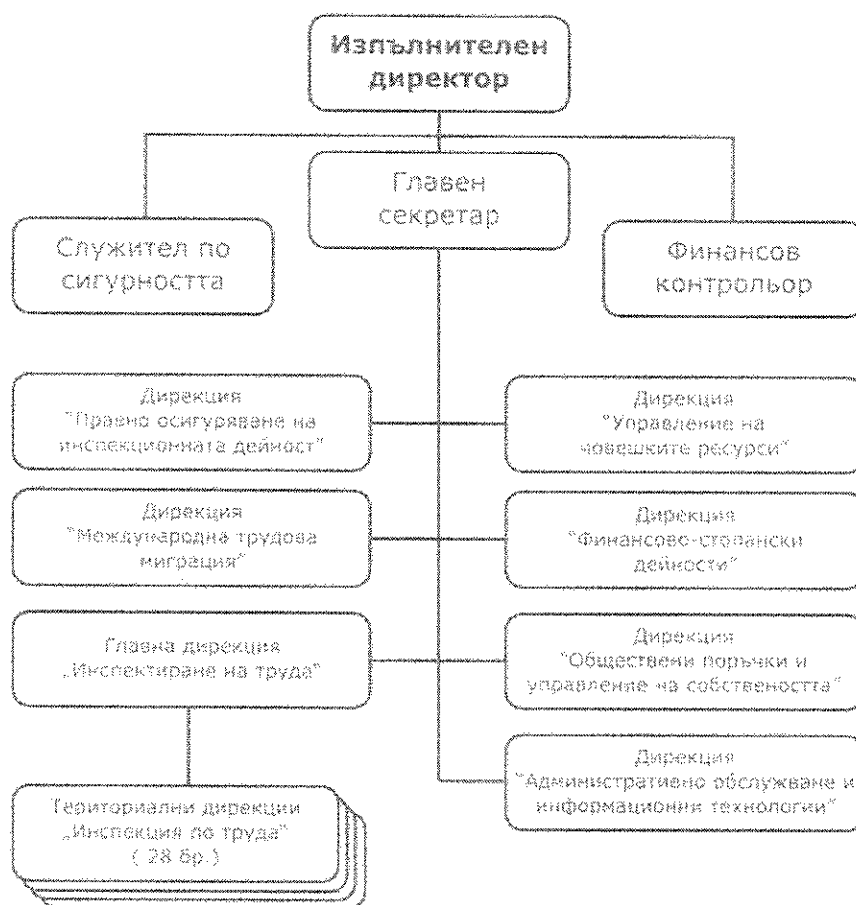 Изпълнителен
директор
Главен
секретар
Служител по
сигурността
Финансов
контрольор
Дирекция
"Правно осигуряване на
инспекционната дейност"
Дирекция
"Управление на
човешките ресурси"
Дирекция
"Международна трудова
миграция"
Дирекция
"Финансово-стопански
дейности"
Главна дирекция
„Инспектиране на труда"
Дирекция
"Обществени поръчки и
управление на собствеността"
Дирекция
"Административно обслужване и
информационни технологии"
Териториални дирекции
„Инспекция по труда"
( 28 бр.)